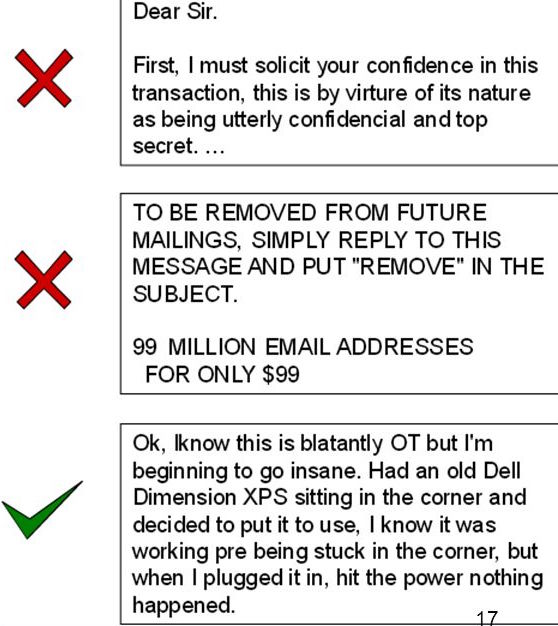 Dear Sir.
First, I must solicit your confidence in this
transaction, this is by virture of its nature
as being utterly confidencial and top
secret. …
TO BE REMOVED FROM FUTURE
MAILINGS, SIMPLY REPLY TO THIS
MESSAGE AND PUT "REMOVE" IN THE
SUBJECT.
99 MILLION EMAIL ADDRESSES
FOR ONLY $99
Ok, Iknow this is blatantly OT but I'm
beginning to go insane. Had an old Dell
Dimension XPS sitting in the corner and
decided to put it to use, I know it was
working pre being stuck in the corner, but
when I plugged it in, hit the power nothing
happened.
17